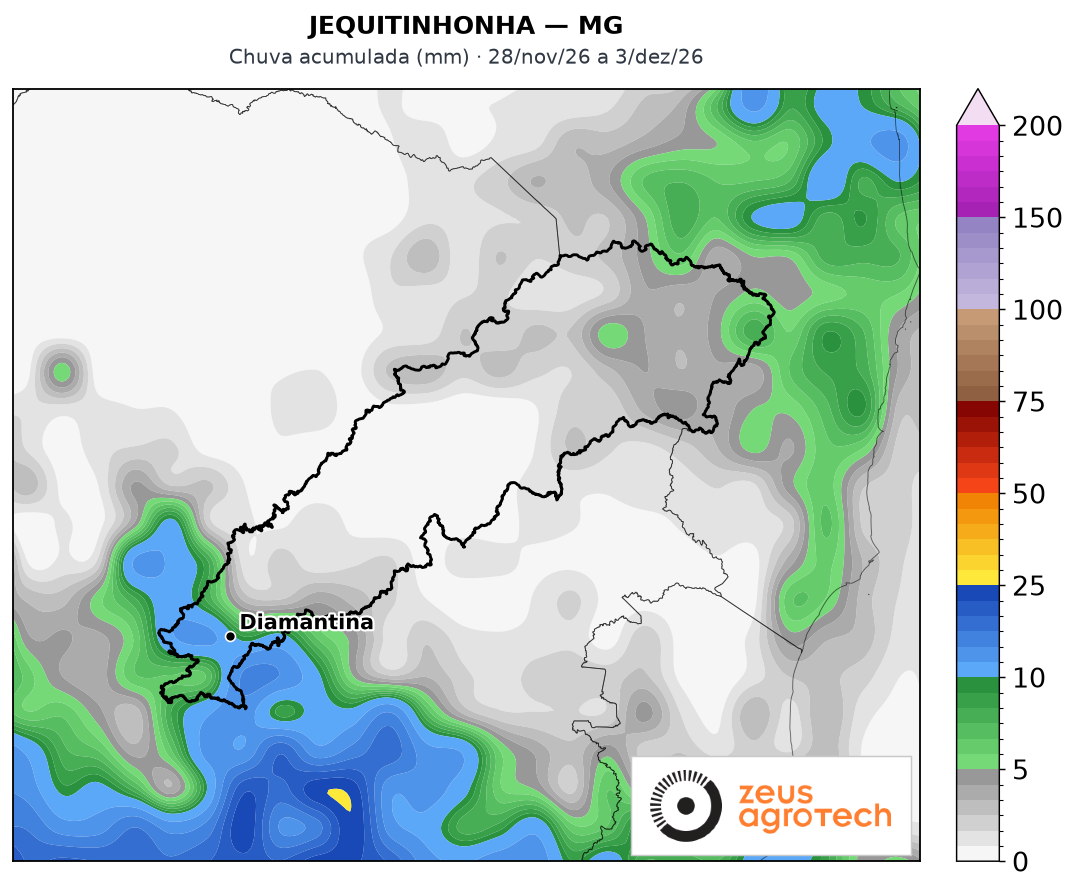 JEQUITINHONHA — MG
Chuva acumulada (mm) · 28/nov/26 a 3/dez/26
200
150
100
75
50
25
10
5
0
Diamantina
zeus
agrotech